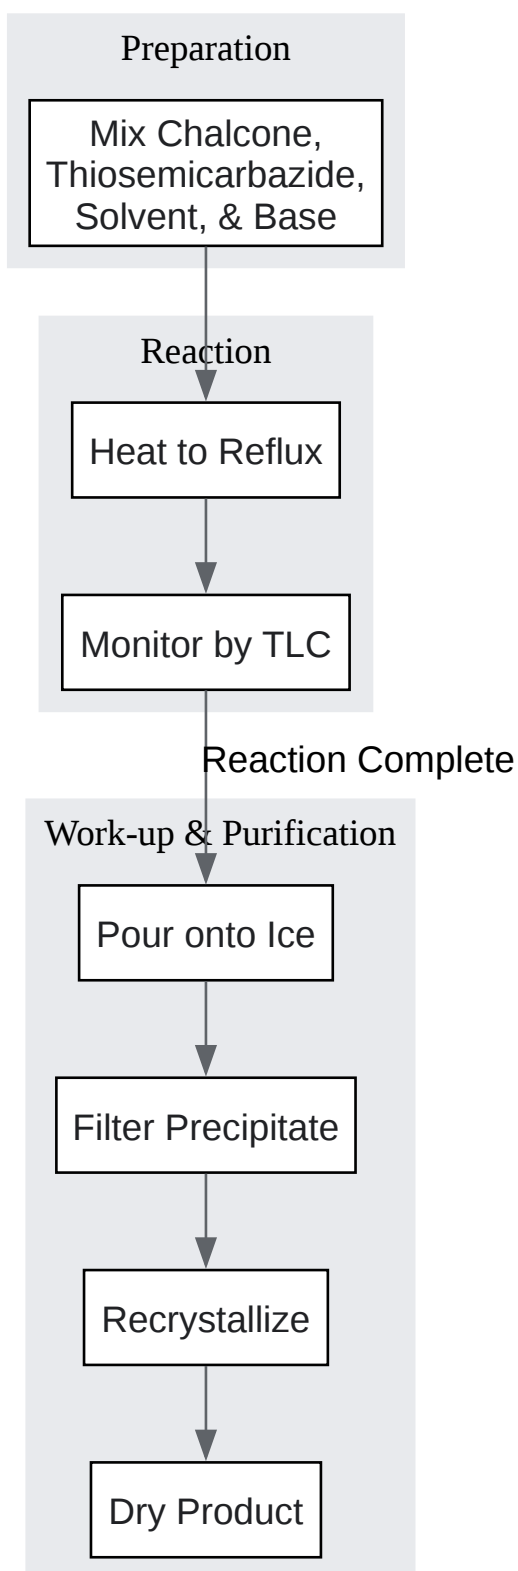 Preparation
Mix Chalcone,
Thiosemicarbazide,
Solvent, & Base
Reaction
Heat to Reflux
Monitor by TLC
Reaction Complete
Work-up & Purification
Pour onto Ice
Filter Precipitate
Recrystallize
Dry Product